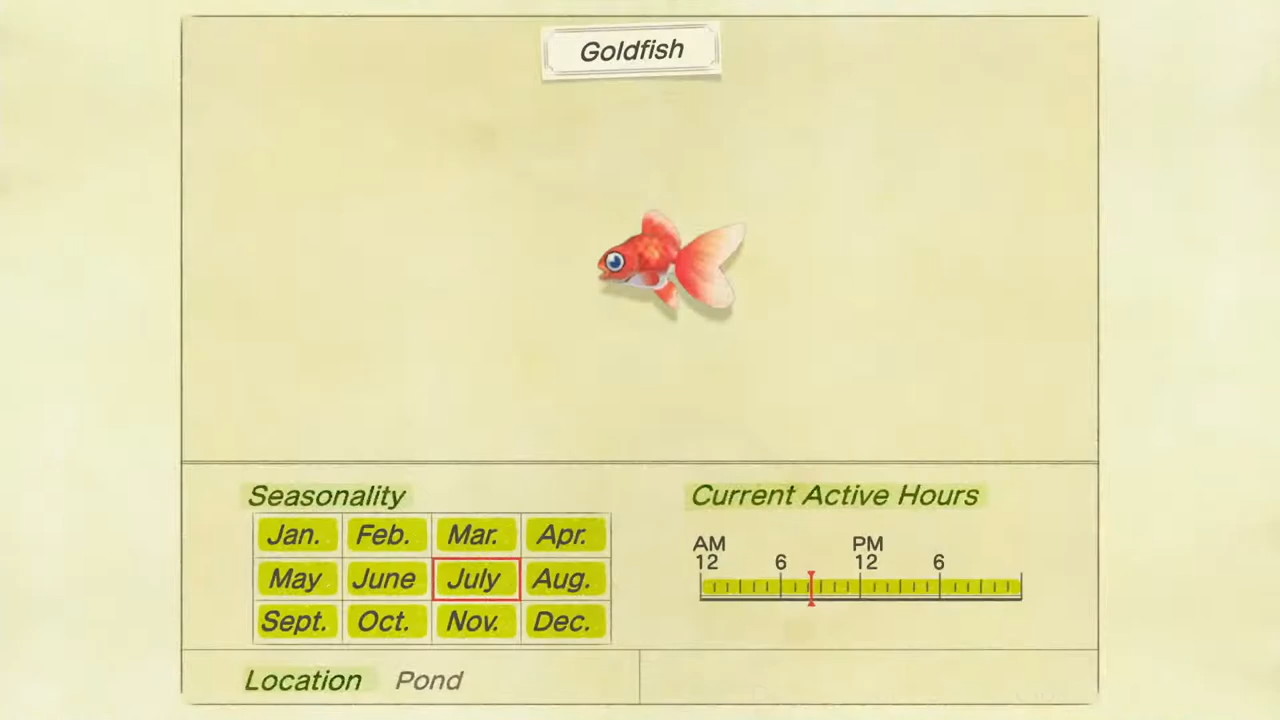 Goldfish
Seasonality
Jan. Feb. Mar. Apr.
May June July Aug.
Sept. Oct. Nov. Dec.
Current Active Hours
AM PM
12 6 12 6
Location Pond